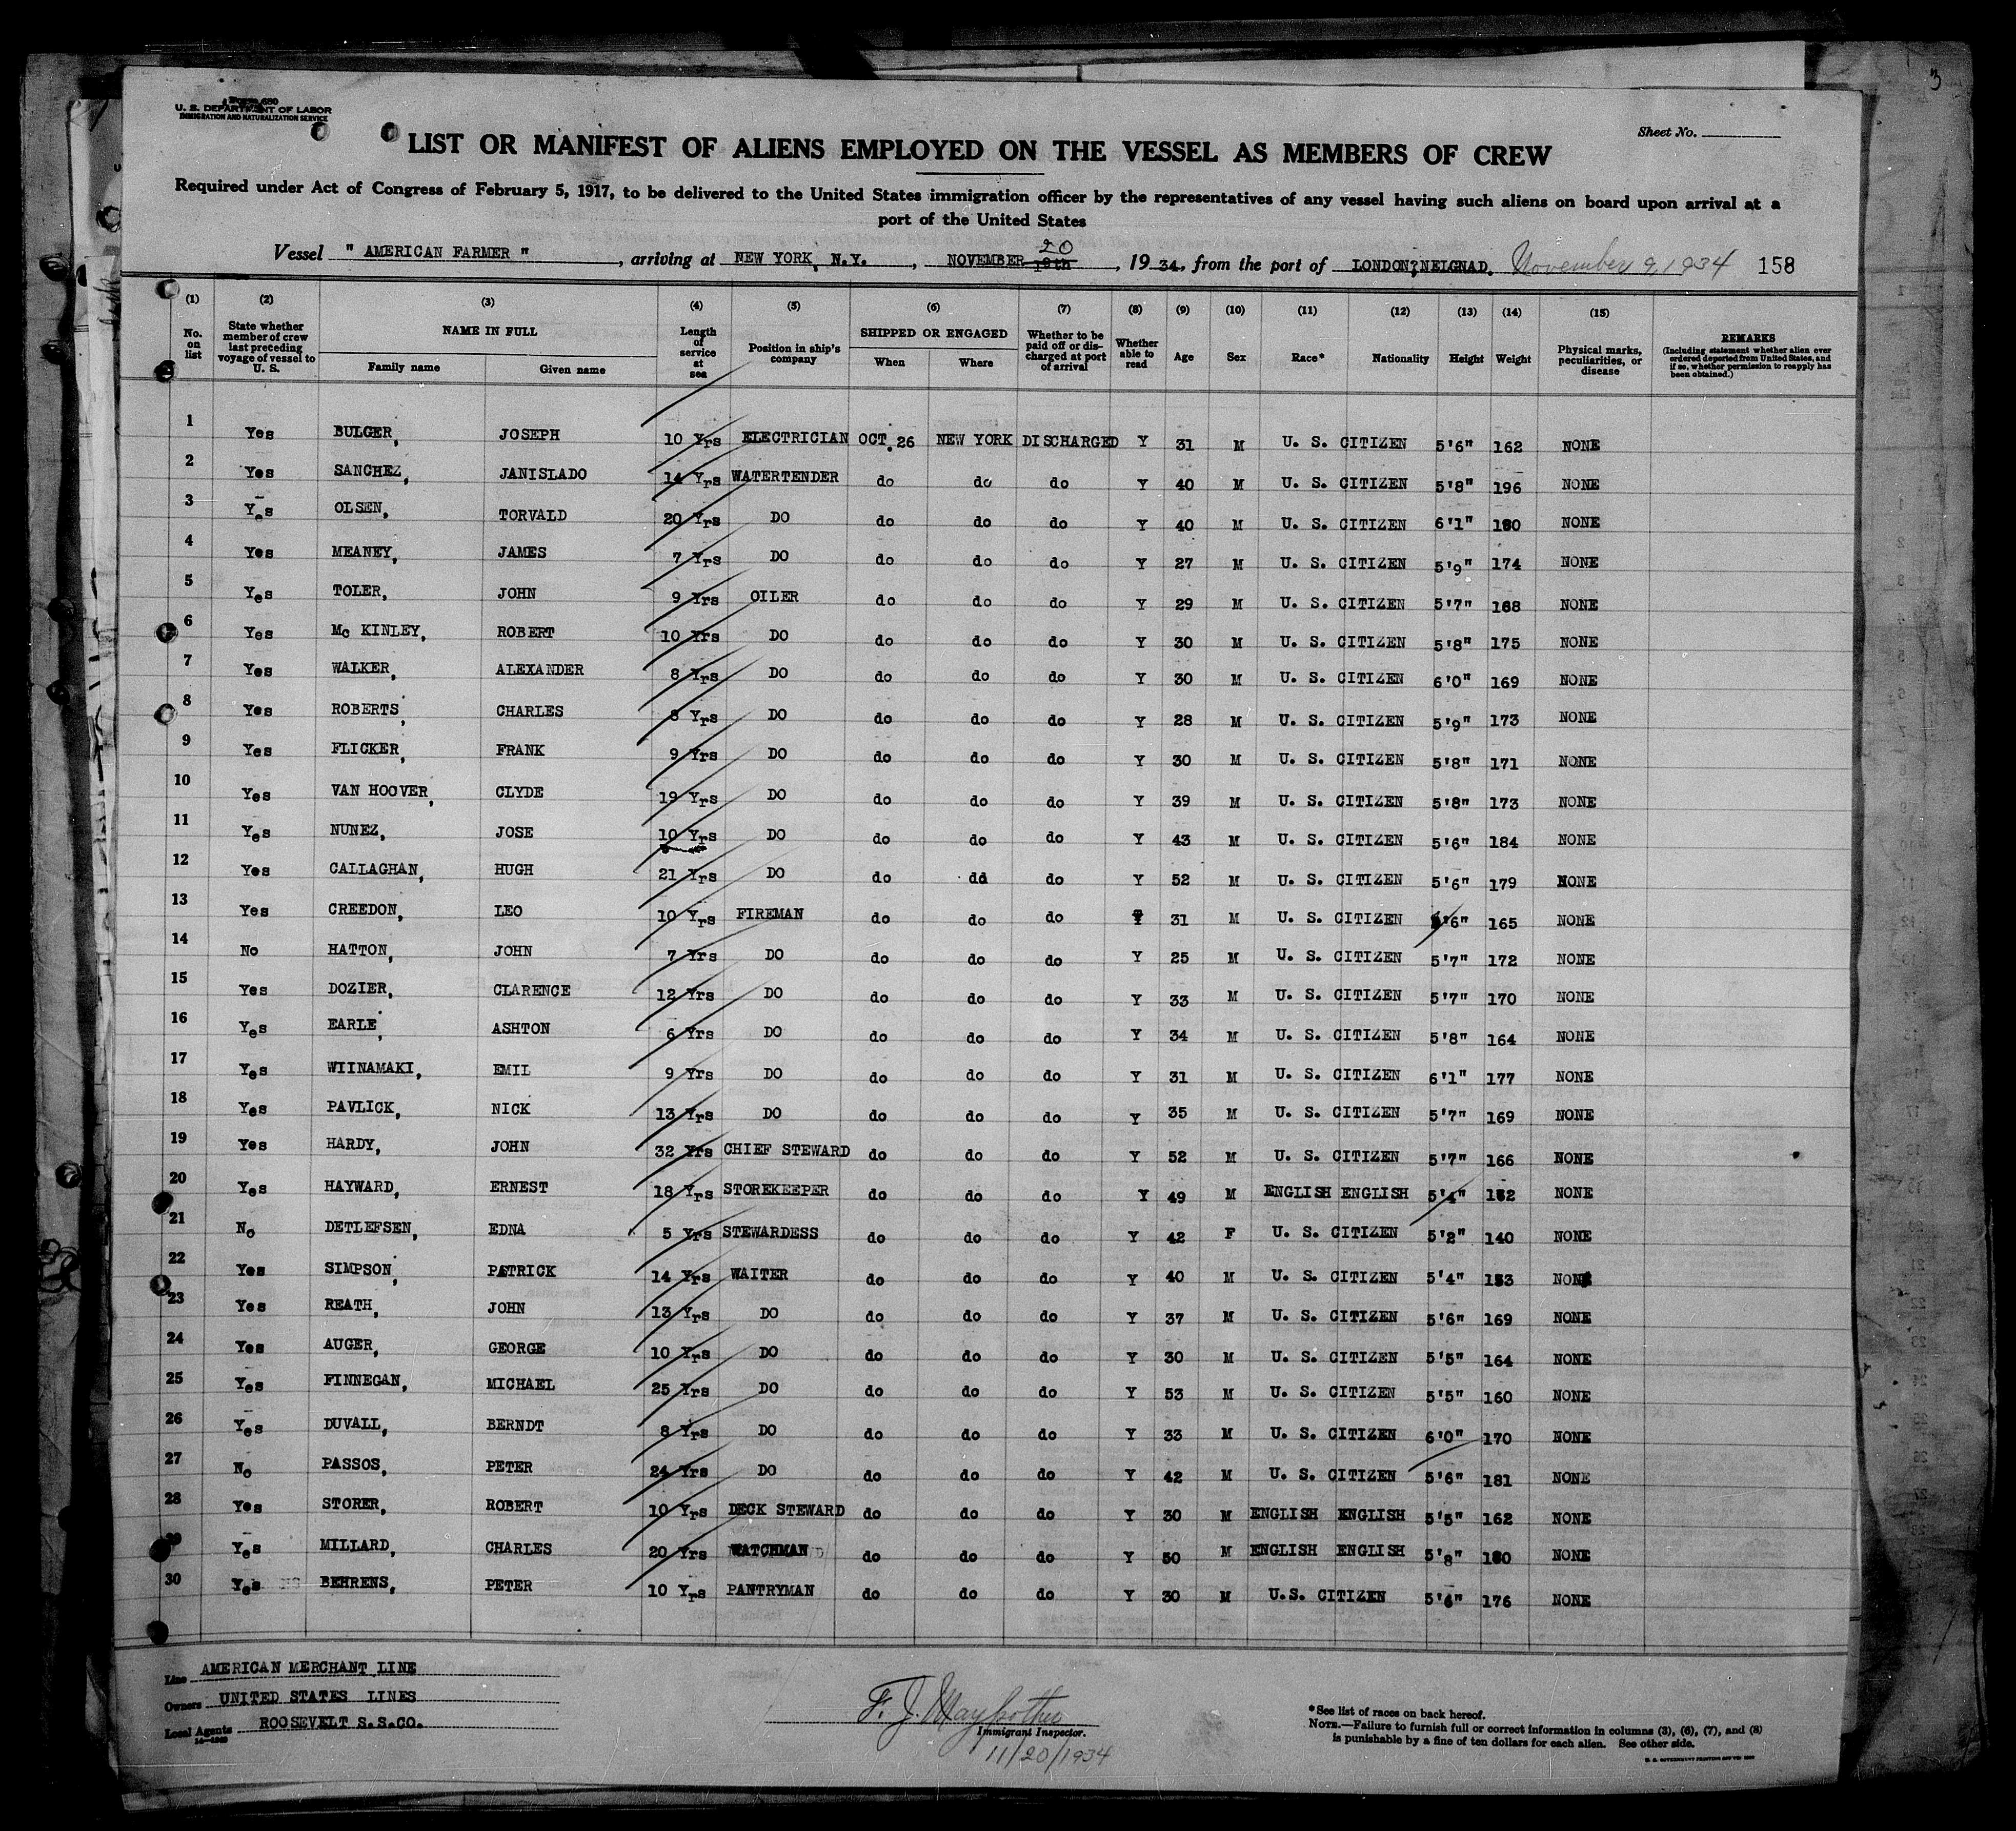 U. S. DEPARTMENT OF LABOR
IMMIGRATION AND NATURALIZATION SERVICE
Sheet No.
LIST OR MANIFEST OF ALIENS EMPLOYED ON THE VESSEL AS MEMBERS OF CREW
Required under Act of Congress of February 5, 1917, to be delivered to the United States immigration officer by the representatives of any vessel having such aliens on board upon arrival at a
port of the United States
Vessel " AMERICAN FARMER ", arriving at NEW YORK, N.Y., NOVEMBER 20 19th, 1934, from the port of LONDON?NEIGNAD. November 9, 1934 158
(1) (2) (3) (4) (5) (6) (7) (8) (9) (10) (11) (12) (13) (14) (15)
No. on list State whether member of crew last preceding voyage of vessel to U. S. NAME IN FULL Family name Given name Length of service at sea Position in ship's company SHIPPED OR ENGAGED When Where Whether to be paid off or discharged at port of arrival Whether able to read Age Sex Race* Nationality Height Weight Physical marks, peculiarities, or disease REMARKS (Including statement whether alien ever ordered deported from United States, and if so, whether permission to reapply has been obtained.)
1 Yes BULGER, JOSEPH 10 Yrs ELECTRICIAN OCT. 26 NEW YORK DISCHARGED Y 31 M U. S. CITIZEN 5'6" 162 NONE
2 Yes SANCHEZ, JANISLADO 14 Yrs WATERTENDER do do do Y 40 M U. S. CITIZEN 5'8" 196 NONE
3 Yes OLSEN, TORVALD 20 Yrs DO do do do Y 40 M U. S. CITIZEN 6'1" 180 NONE
4 Yes MEANEY, JAMES 7 Yrs DO do do do Y 27 M U. S. CITIZEN 5'9" 174 NONE
5 Yes TOLER, JOHN 9 Yrs OILER do do do Y 29 M U. S. CITIZEN 5'7" 168 NONE
6 Yes Mc KINLEY, ROBERT 10 Yrs DO do do do Y 30 M U. S. CITIZEN 5'8" 175 NONE
7 Yes WALKER, ALEXANDER 8 Yrs DO do do do Y 30 M U. S. CITIZEN 6'0" 169 NONE
8 Yes ROBERTS, CHARLES 8 Yrs DO do do do Y 28 M U. S. CITIZEN 5'9" 173 NONE
9 Yes FLICKER, FRANK 9 Yrs DO do do do Y 30 M U. S. CITIZEN 5'8" 171 NONE
10 Yes VAN HOOVER, CLYDE 19 Yrs DO do do do Y 39 M U. S. CITIZEN 5'8" 173 NONE
11 Yes NUNEZ, JOSE 10 Yrs DO do do do Y 43 M U. S. CITIZEN 5'6" 184 NONE
12 Yes CALLAGHAN, HUGH 21 Yrs DO do dd do Y 52 M U. S. CITIZEN 5'6" 179 NONE
13 Yes CREEDON, LEO 10 Yrs FIREMAN do do do Y 31 M U. S. CITIZEN 5'6" 165 NONE
14 No HATTON, JOHN 7 Yrs DO do do do Y 25 M U. S. CITIZEN 5'7" 172 NONE
15 Yes DOZIER, CLARENCE 12 Yrs DO do do do Y 33 M U. S. CITIZEN 5'7" 170 NONE
16 Yes EARLE, ASHTON 6 Yrs DO do do do Y 34 M U. S. CITIZEN 5'8" 164 NONE
17 Yes WIINAMAKI, EMIL 9 Yrs DO do do do Y 31 M U. S. CITIZEN 6'1" 177 NONE
18 Yes PAVLICK, NICK 13 Yrs DO do do do Y 35 M U. S. CITIZEN 5'7" 169 NONE
19 Yes HARDY, JOHN 32 Yrs CHIEF STEWARD do do do Y 52 M U. S. CITIZEN 5'7" 166 NONE
20 Yes HAYWARD, ERNEST 18 Yrs STOREKEEPER do do do Y 49 M ENGLISH ENGLISH 5'4" 152 NONE
21 No DETLEFSEN, EDNA 5 Yrs STEWARDESS do do do Y 42 F U. S. CITIZEN 5'2" 140 NONE
22 Yes SIMPSON, PATRICK 14 Yrs WAITER do do do Y 40 M U. S. CITIZEN 5'4" 153 NONE
23 Yes REATH, JOHN 13 Yrs DO do do do Y 37 M U. S. CITIZEN 5'6" 169 NONE
24 Yes AUGER, GEORGE 10 Yrs DO do do do Y 30 M U. S. CITIZEN 5'5" 164 NONE
25 Yes FINNEGAN, MICHAEL 25 Yrs DO do do do Y 53 M U. S. CITIZEN 5'5" 160 NONE
26 Yes DUVALL, BERNDT 8 Yrs DO do do do Y 33 M U. S. CITIZEN 6'0" 170 NONE
27 No PASSOS, PETER 24 Yrs DO do do do Y 42 M U. S. CITIZEN 5'6" 181 NONE
28 Yes STORER, ROBERT 10 Yrs DECK STEWARD do do do Y 30 M ENGLISH ENGLISH 5'5" 162 NONE
29 Yes MILLARD, CHARLES 20 Yrs WATCHMAN do do do Y 50 M ENGLISH ENGLISH 5'8" 180 NONE
30 Yes BEHRENS, PETER 10 Yrs PANTRYMAN do do do Y 30 M U.S. CITIZEN 5'6" 176 NONE
Line AMERICAN MERCHANT LINE
Owners UNITED STATES LINES
Local Agents ROOSEVELT S.S.CO.
F. J. Maybother
Immigrant Inspector.
11/20/1934
*See list of races on back hereof.
NOTE.—Failure to furnish full or correct information in columns (3), (6), (7), and (8)
is punishable by a fine of ten dollars for each alien. See other side.